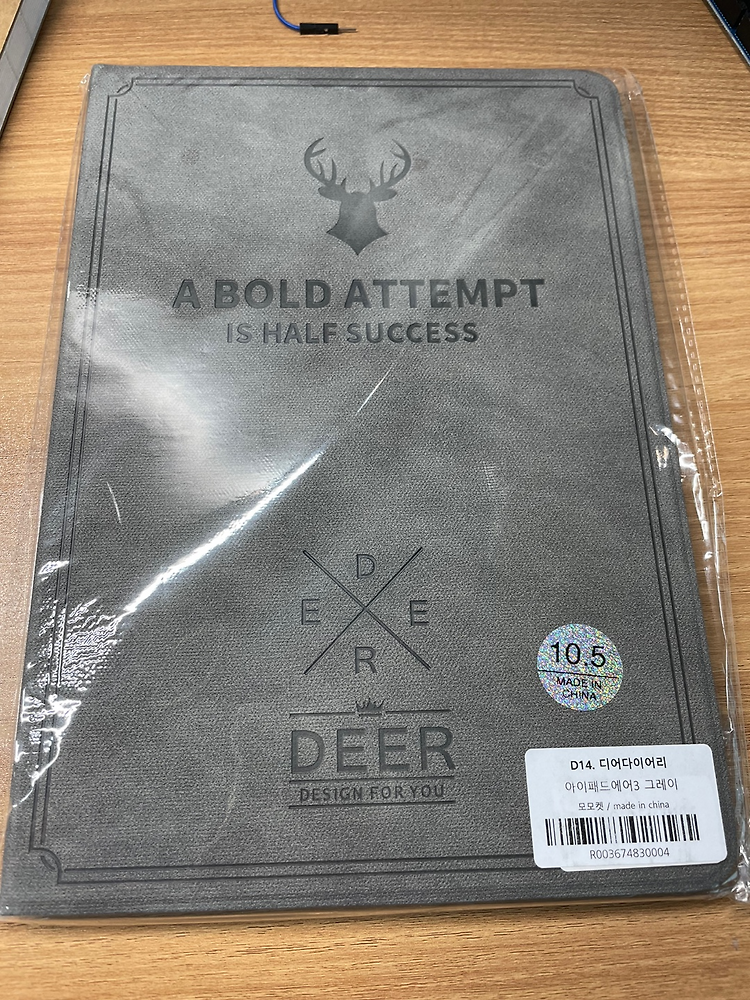 A BOLD ATTEMPT
IS HALF SUCCESS
D
E E
R
DEER
DESIGN FOR YOU
10.5
MADE IN
CHINA
D14. 디어다이어리
아이패드에어3 그레이
모모켓 / made in china
R003674830004